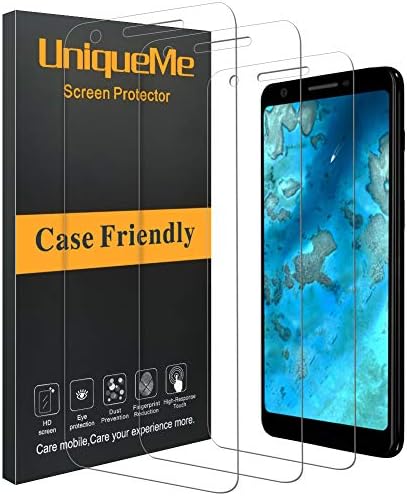 UniqueMe
Screen Protector
Case Friendly
HD screen
Eye protection
Dust Prevention
Fingerprint Reduction
High-Response Touch
Care mobile,Care your experience more.